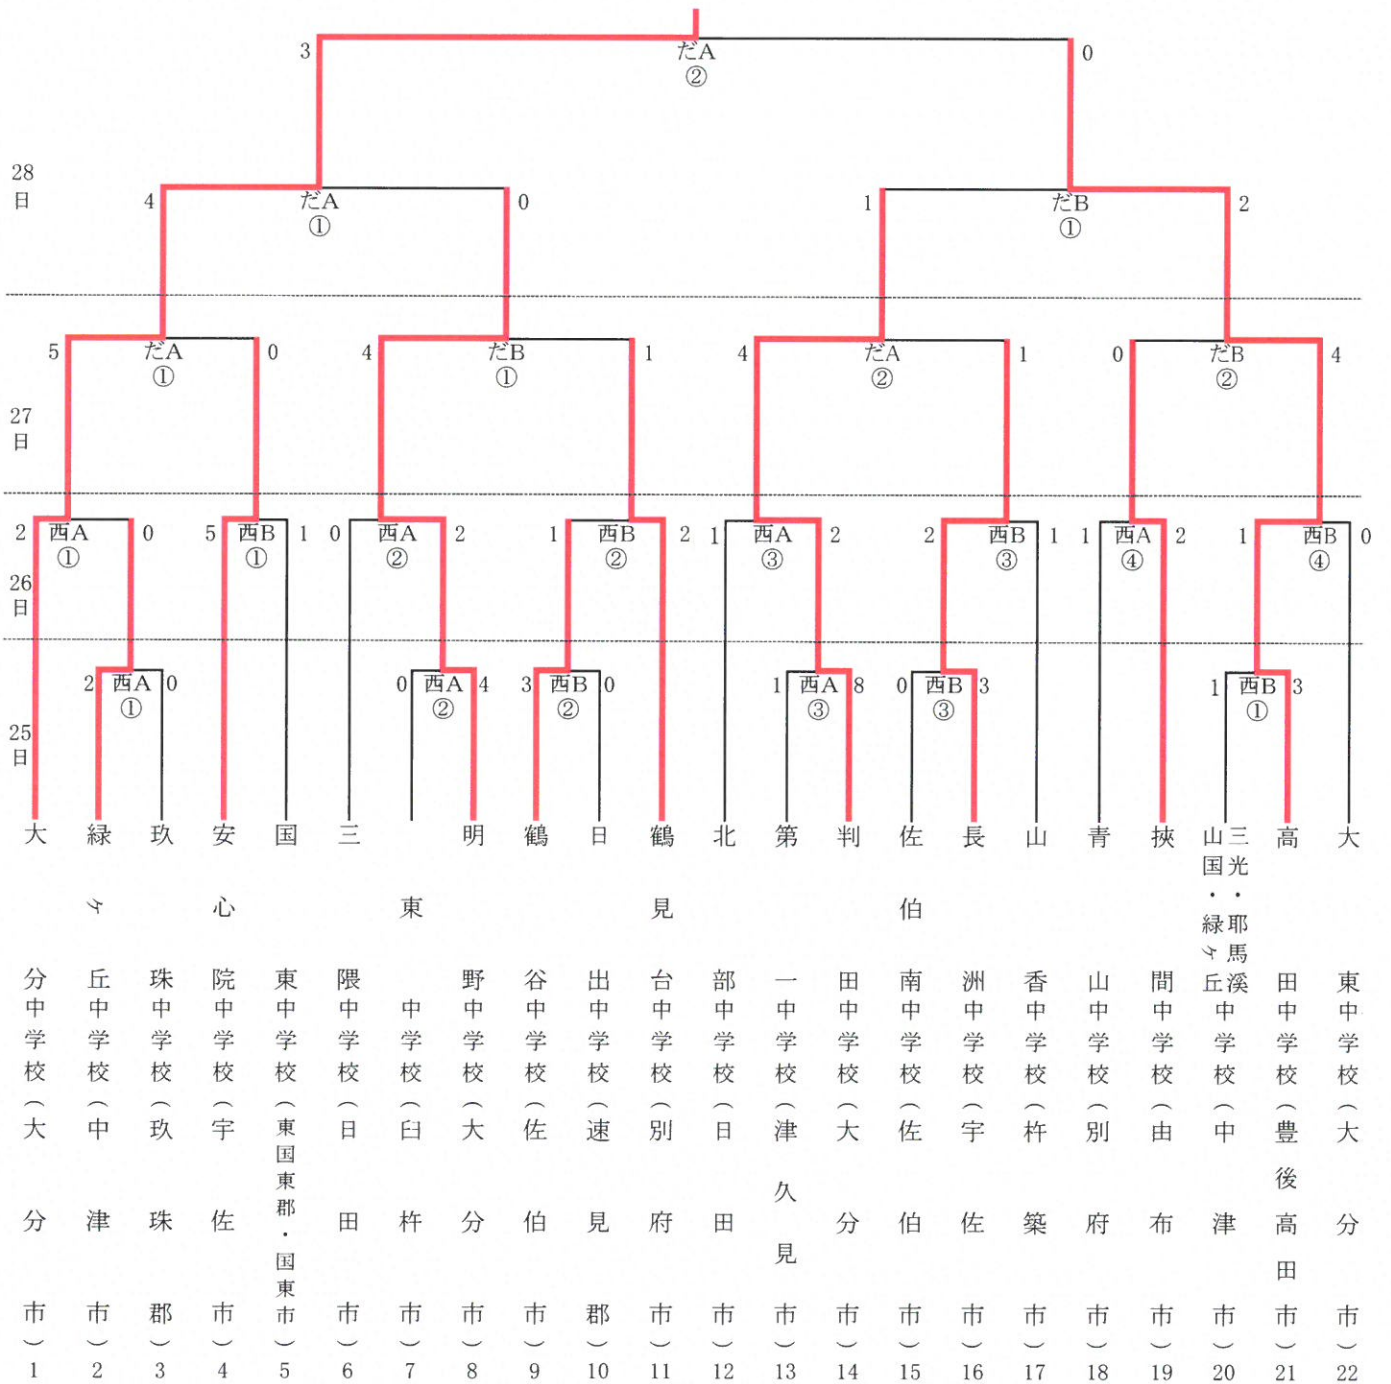 3
だA
②
0
28
日
4
だA
①
0
1
だB
①
2
5
だA
①
0
4
だB
①
1
4
だA
②
1
0
だB
②
4
27
日
2
西A
①
0
5
西B
①
1
0
西A
②
2
1
西B
②
2
1
西A
③
2
2
西B
③
1
1
西A
④
2
1
西B
④
0
26
日
2
西A
①
0
0
西A
②
4
3
西B
②
0
1
西A
③
8
0
西B
③
3
1
西B
①
3
25
日
大分中学校(大分市)1
緑ヶ丘中学校(中津市)2
玖珠中学校(玖珠郡)3
安心院中学校(宇佐市)4
国東中学校(東国東郡・国東市)5
三隈中学校(日田市)6
東中学校(臼杵市)7
明野中学校(大分市)8
鶴谷中学校(佐伯市)9
日出中学校(速見郡)10
鶴見台中学校(別府市)11
北部中学校(日田市)12
第一中学校(津久見市)13
判田中学校(大分市)14
佐伯南中学校(佐伯市)15
長洲中学校(宇佐市)16
山香中学校(杵築市)17
青山中学校(別府市)18
挾間中学校(由布市)19
三光・耶馬溪
山国・緑ヶ丘中学校(中津市)20
高田中学校(豊後高田市)21
大東中学校(大分市)22